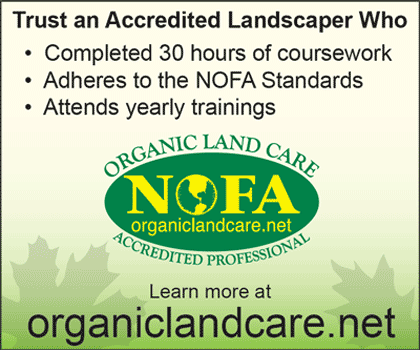 Trust an Accredited Landscaper Who
• Completed 30 hours of coursework
• Adheres to the NOFA Standards
• Attends yearly trainings
ORGANIC LAND CARE
NOFA
organiclandcare.net
ACCREDITED PROFESSIONAL
Learn more at
organiclandcare.net